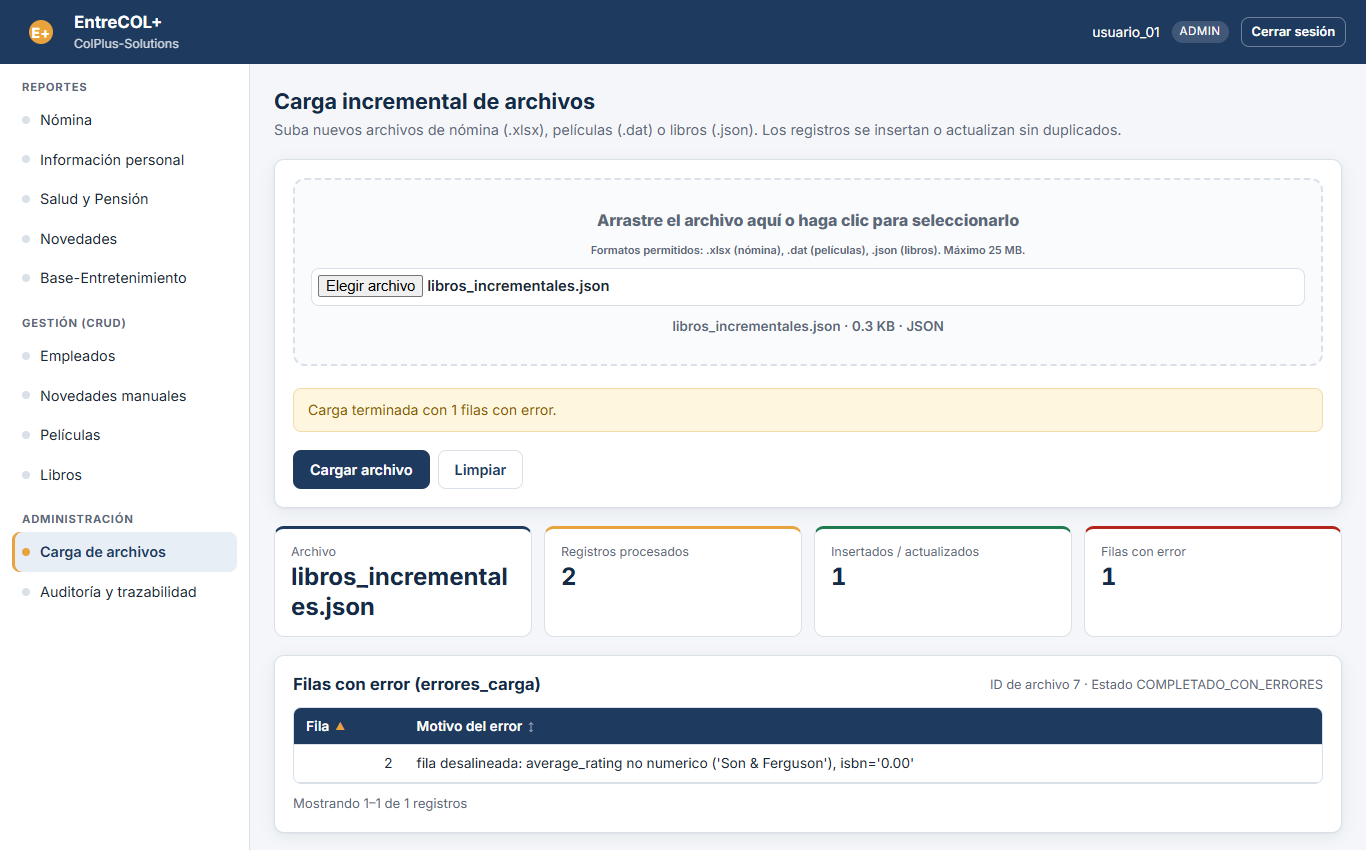 E+
EntreCOL+
ColPlus-Solutions
usuario_01
ADMIN
Cerrar sesión
REPORTES
Nómina
Información personal
Salud y Pensión
Novedades
Base-Entretenimiento
GESTIÓN (CRUD)
Empleados
Novedades manuales
Películas
Libros
ADMINISTRACIÓN
Carga de archivos
Auditoría y trazabilidad
Carga incremental de archivos
Suba nuevos archivos de nómina (.xlsx), películas (.dat) o libros (.json). Los registros se insertan o actualizan sin duplicados.
Arrastre el archivo aquí o haga clic para seleccionarlo
Formatos permitidos: .xlsx (nómina), .dat (películas), .json (libros). Máximo 25 MB.
Elegir archivo libros_incrementales.json
libros_incrementales.json · 0.3 KB · JSON
Carga terminada con 1 filas con error.
Cargar archivo
Limpiar
Archivo
libros_incremental
es.json
Registros procesados
2
Insertados / actualizados
1
Filas con error
1
Filas con error (errores_carga)
ID de archivo 7 · Estado COMPLETADO_CON_ERRORES
Fila ▲ Motivo del error ↕
2 fila desalineada: average_rating no numerico ('Son & Ferguson'), isbn='0.00'
Mostrando 1–1 de 1 registros